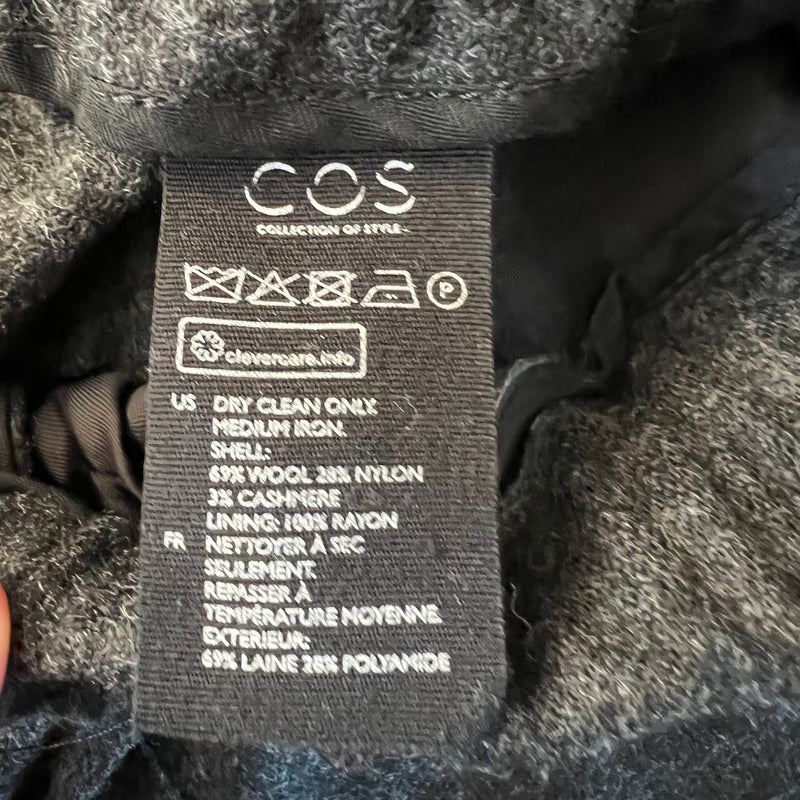 COS
COLLECTION OF STYLE
P
clevercare.info
US DRY CLEAN ONLY.
MEDIUM IRON.
SHELL:
69% WOOL 28% NYLON
3% CASHMERE
LINING: 100% RAYON
FR NETTOYER À SEC
SEULEMENT.
REPASSER À
TEMPÉRATURE MOYENNE.
EXTERIEUR:
69% LAINE 28% POLYAMIDE